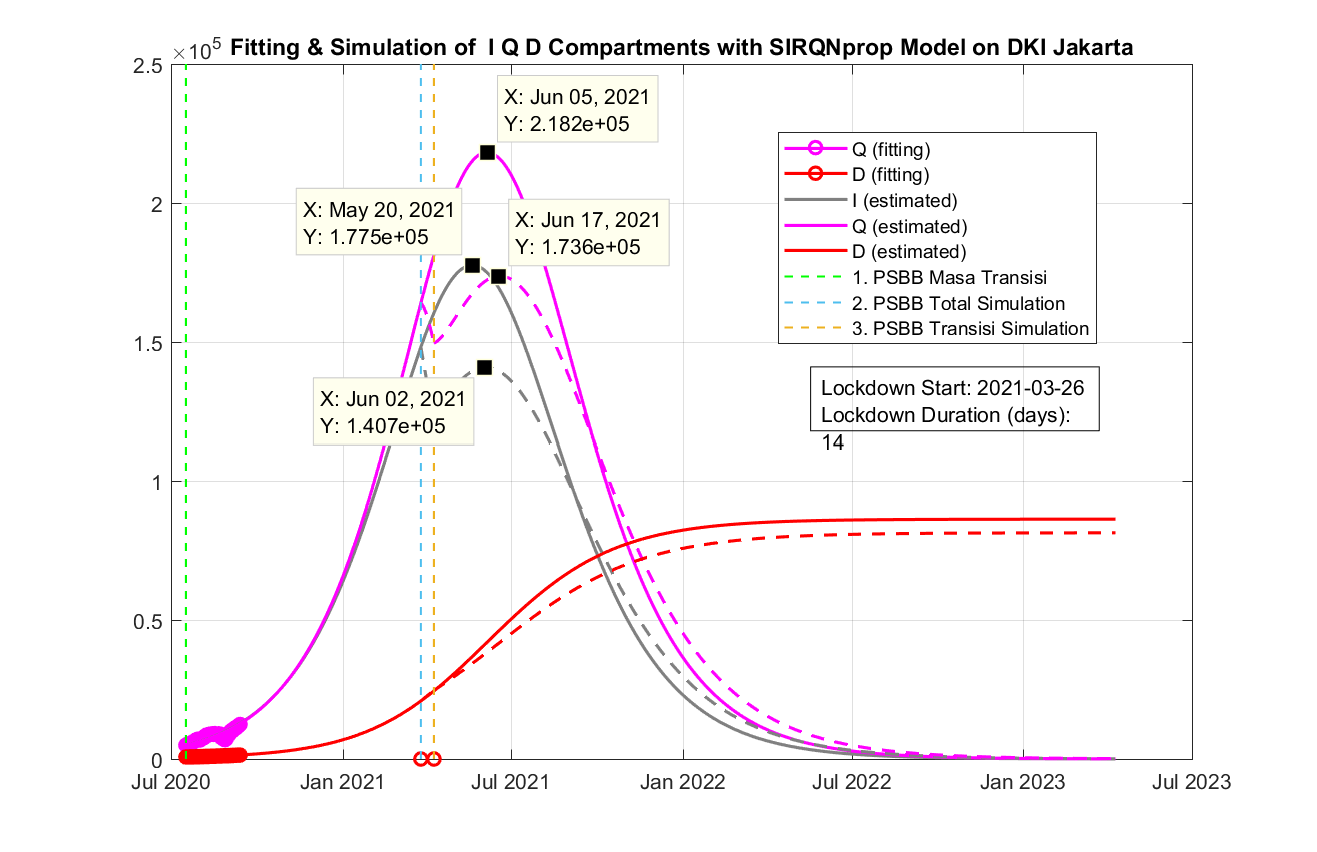 ×10^5 Fitting & Simulation of I Q D Compartments with SIRQNprop Model on DKI Jakarta
2.5
2
1.5
1
0.5
0
X: Jun 05, 2021
Y: 2.182e+05
X: May 20, 2021
Y: 1.775e+05
X: Jun 17, 2021
Y: 1.736e+05
X: Jun 02, 2021
Y: 1.407e+05
Q (fitting)
D (fitting)
I (estimated)
Q (estimated)
D (estimated)
1. PSBB Masa Transisi
2. PSBB Total Simulation
3. PSBB Transisi Simulation
Lockdown Start: 2021-03-26
Lockdown Duration (days):
14
Jul 2020 Jan 2021 Jul 2021 Jan 2022 Jul 2022 Jan 2023 Jul 2023